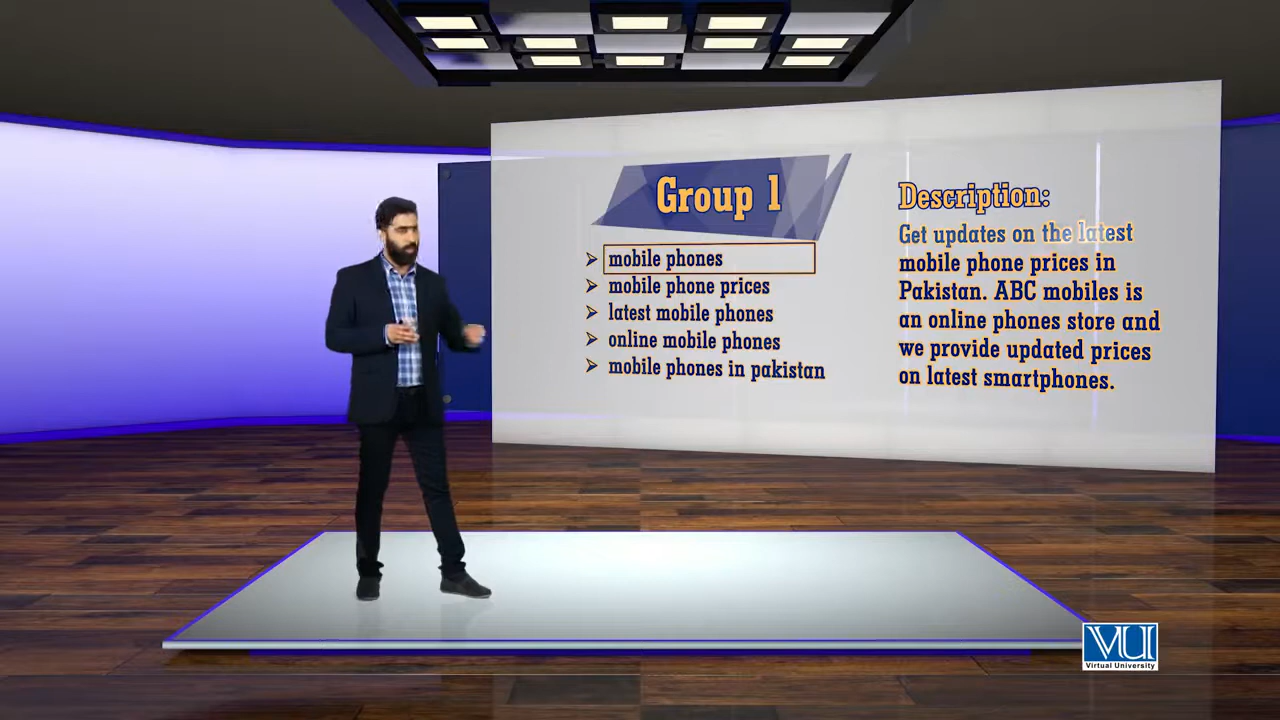 Group 1
mobile phones
mobile phone prices
latest mobile phones
online mobile phones
mobile phones in pakistan
Description:
Get updates on the latest
mobile phone prices in
Pakistan. ABC mobiles is
an online phones store and
we provide updated prices
on latest smartphones.
VU
Virtual University